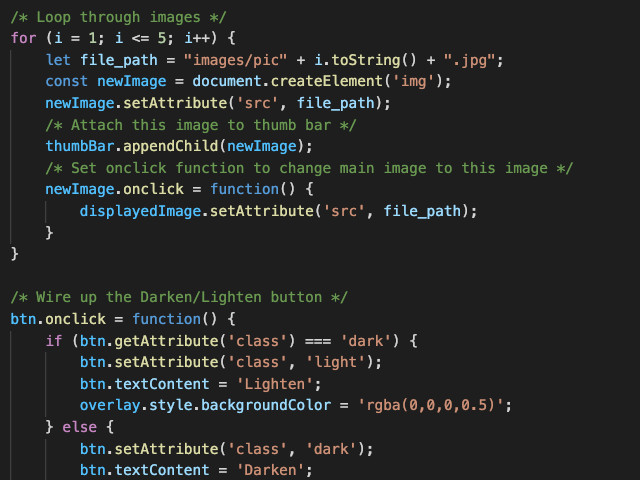 /* Loop through images */
for (i = 1; i <= 5; i++) {
let file_path = "images/pic" + i.toString() + ".jpg";
const newImage = document.createElement('img');
newImage.setAttribute('src', file_path);
/* Attach this image to thumb bar */
thumbBar.appendChild(newImage);
/* Set onclick function to change main image to this image */
newImage.onclick = function() {
displayedImage.setAttribute('src', file_path);
}
}
/* Wire up the Darken/Lighten button */
btn.onclick = function() {
if (btn.getAttribute('class') === 'dark') {
btn.setAttribute('class', 'light');
btn.textContent = 'Lighten';
overlay.style.backgroundColor = 'rgba(0,0,0,0.5)';
} else {
btn.setAttribute('class', 'dark');
btn.textContent = 'Darken';